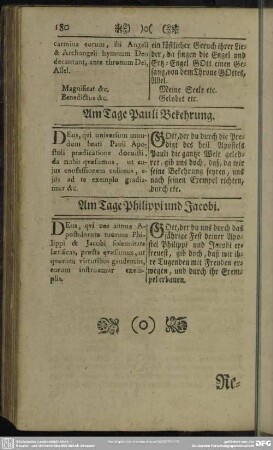 180
carmina eorum, ibi Angeli
& Archangeli hymnum Deo
decantant, ante thronum Dei,
Allel.
Magnificat &c.
Benedictus &c.
ein köstlicher Geruch ihrer Lie-
der, da singen die Engel und
Ertz-Engel GOtt einen Ge-
sang, von dem Thron GOttes,
Allel.
Meine Seele etc.
Gelobet etc.
Am Tage Pauli Bekehrung.
DEus, qui universum mun-
dum beati Pauli Apo-
stoli prædicatione docuisti,
da nobis quæsumus, ut cu-
jus conversionem colimus, e-
jus ad te exemplo gradia-
mur &c.
GOtt, der du durch die Pre-
digt des heil. Apostels
Pauli die gantze Welt geleh-
ret, gib uns doch, daß, da wir
seine Bekehrung feyren, uns
nach seinen Exempel richten,
durch etc.
Am Tage Philippi und Jacobi.
DEus, qui nos annua A-
postolorum tuorum Phi-
lippi & Jacobi solemnitate
lætificas, præsta quæsumus, ut
quorum virtutibus gaudemus,
eorum instruamur exem-
plis.
GOtt, der du uns durch das
jährige Fest deiner Apo-
stel Philippi und Jacobi er-
freuest, gib doch, daß wir ih-
re Tugenden mit Freuden er-
wegen, und durch ihr Exem-
pel erbauen.
(o)
Re-